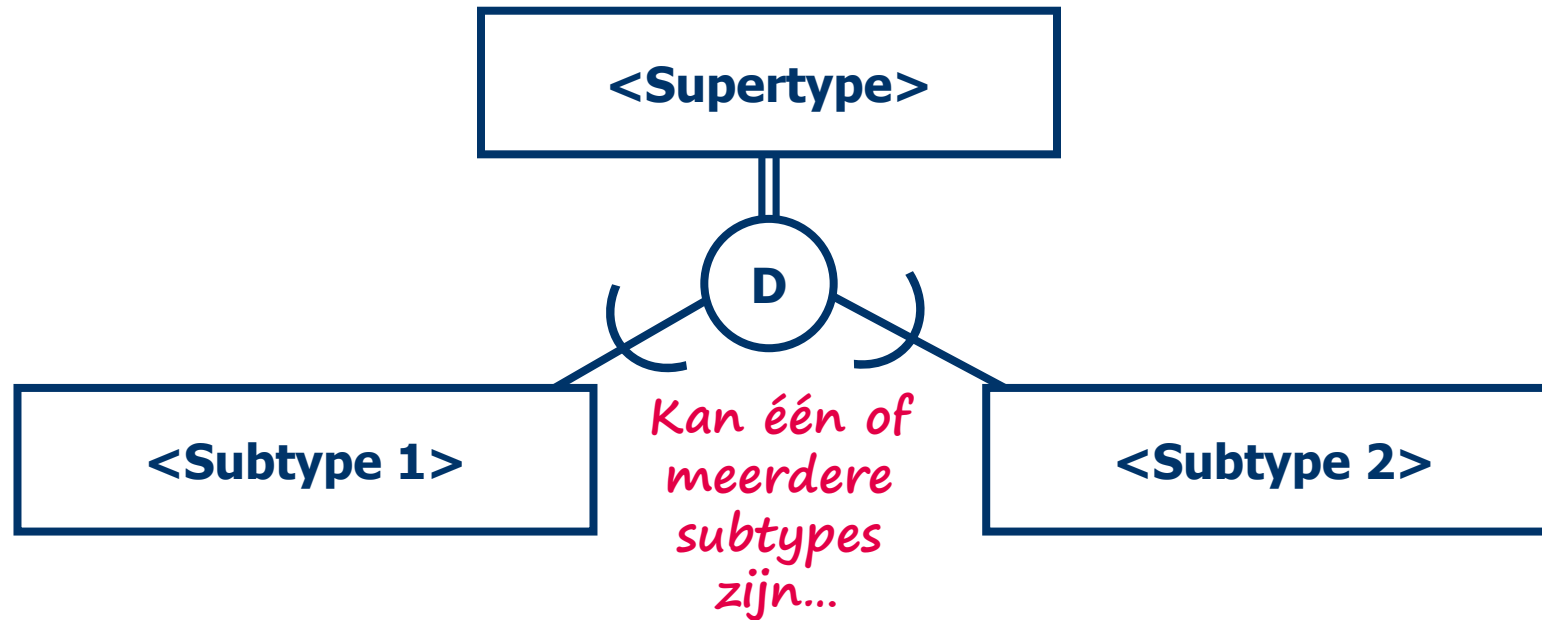 <Supertype>
D
<Subtype 1>
Kan één of
meerdere
subtypes
zijn...
<Subtype 2>